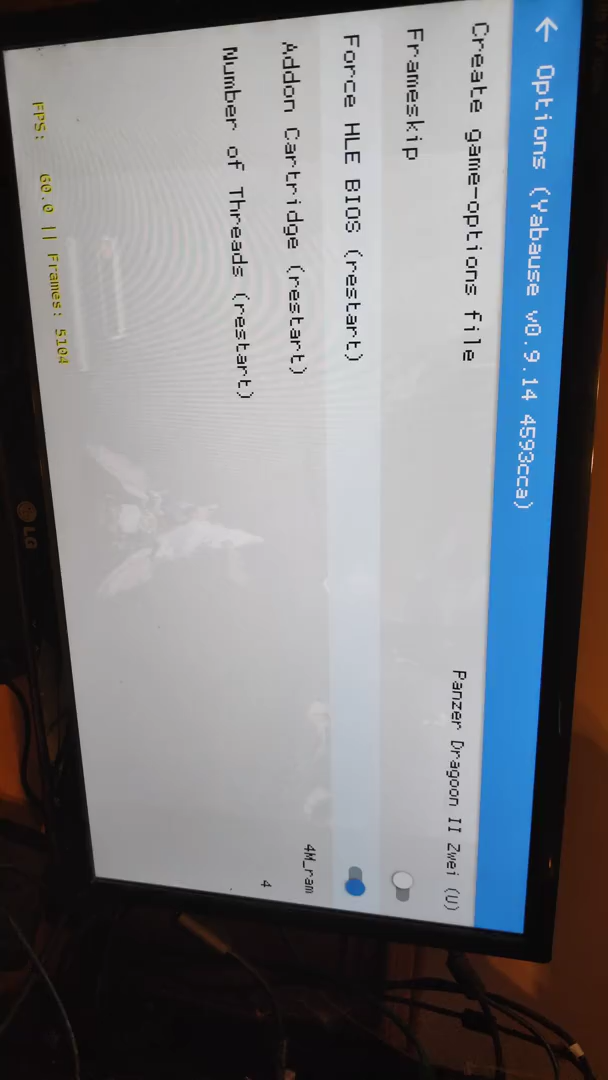 ← Options (Yabause v0.9.14 4593cca)
Create game-options file Panzer Dragoon II Zwei (U)
Frameskip
Force HLE BIOS (restart)
Addon Cartridge (restart) 4M_ram
Number of Threads (restart) 4
FPS: 60.0 || Frames: 5104
LG